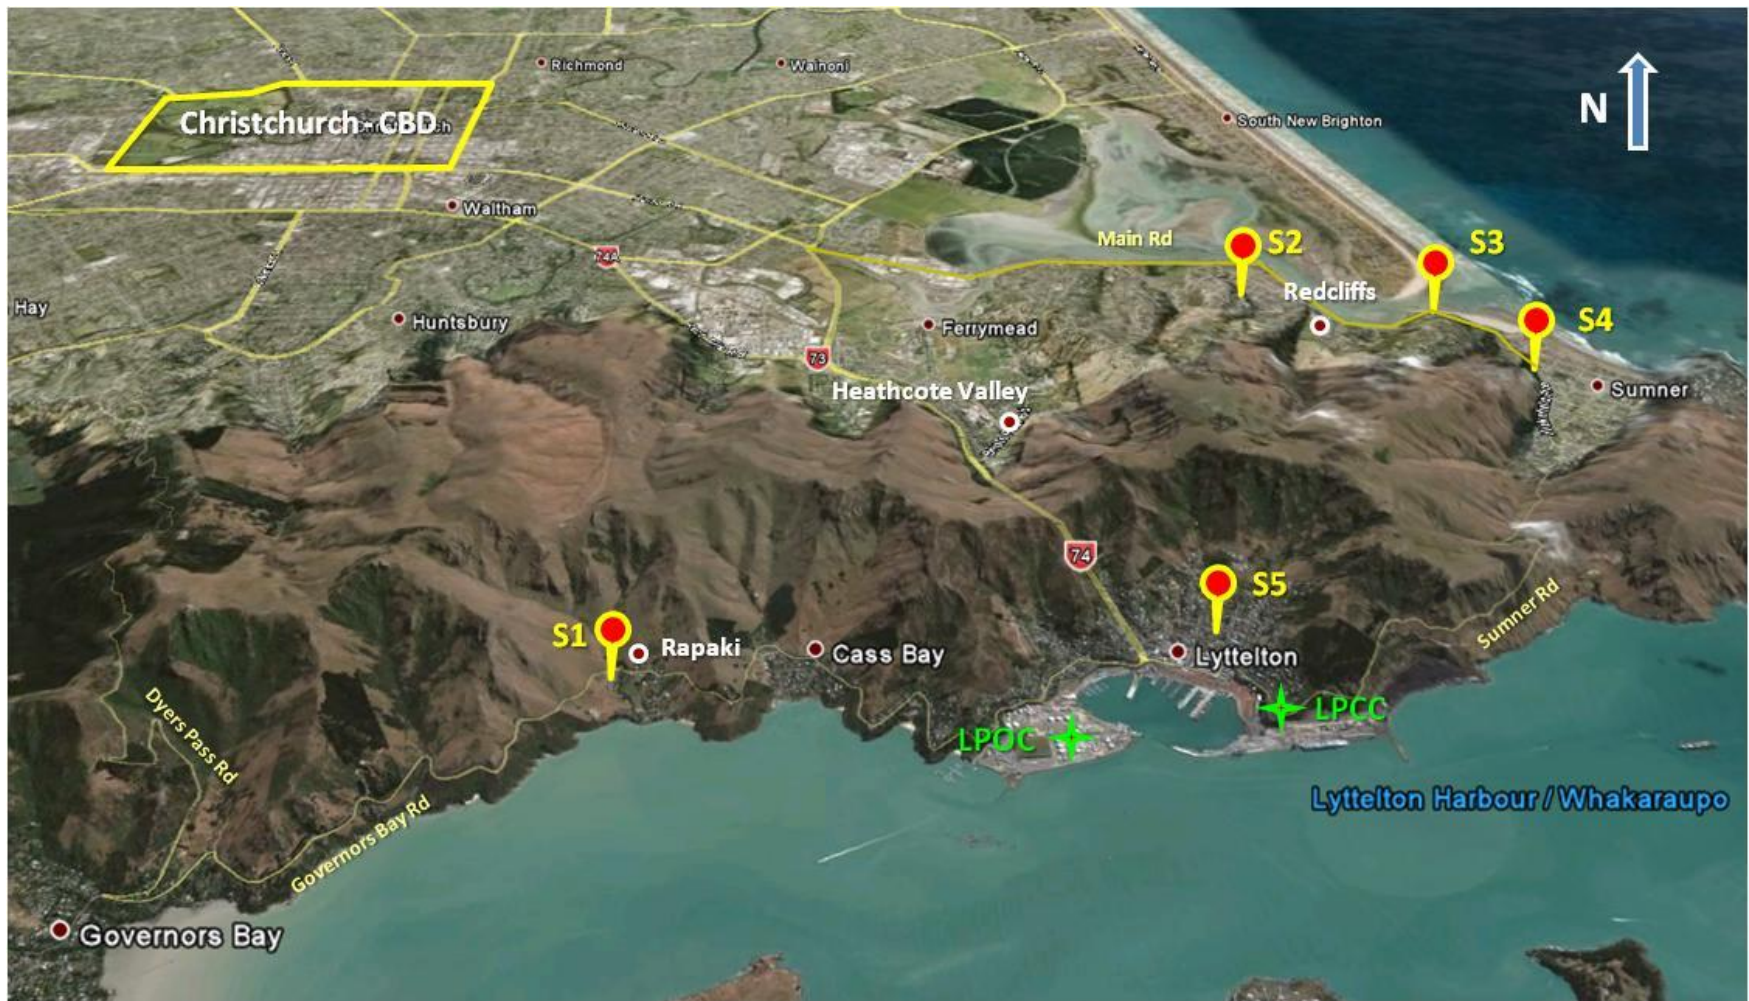 Richmond
Wainoni
Christchurch - CBD
South New Brighton
N
Waltham
74A
Main Rd
S2
S3
Hay
Huntsbury
Redcliffs
S4
Ferrymead
73
Heathcote Valley
Sumner
74
S5
S1
Rapaki
Cass Bay
Lyttelton
Sumner Rd
Dyers Pass Rd
LPOC
LPCC
Governors Bay Rd
Lyttelton Harbour / Whakaraupo
Governors Bay